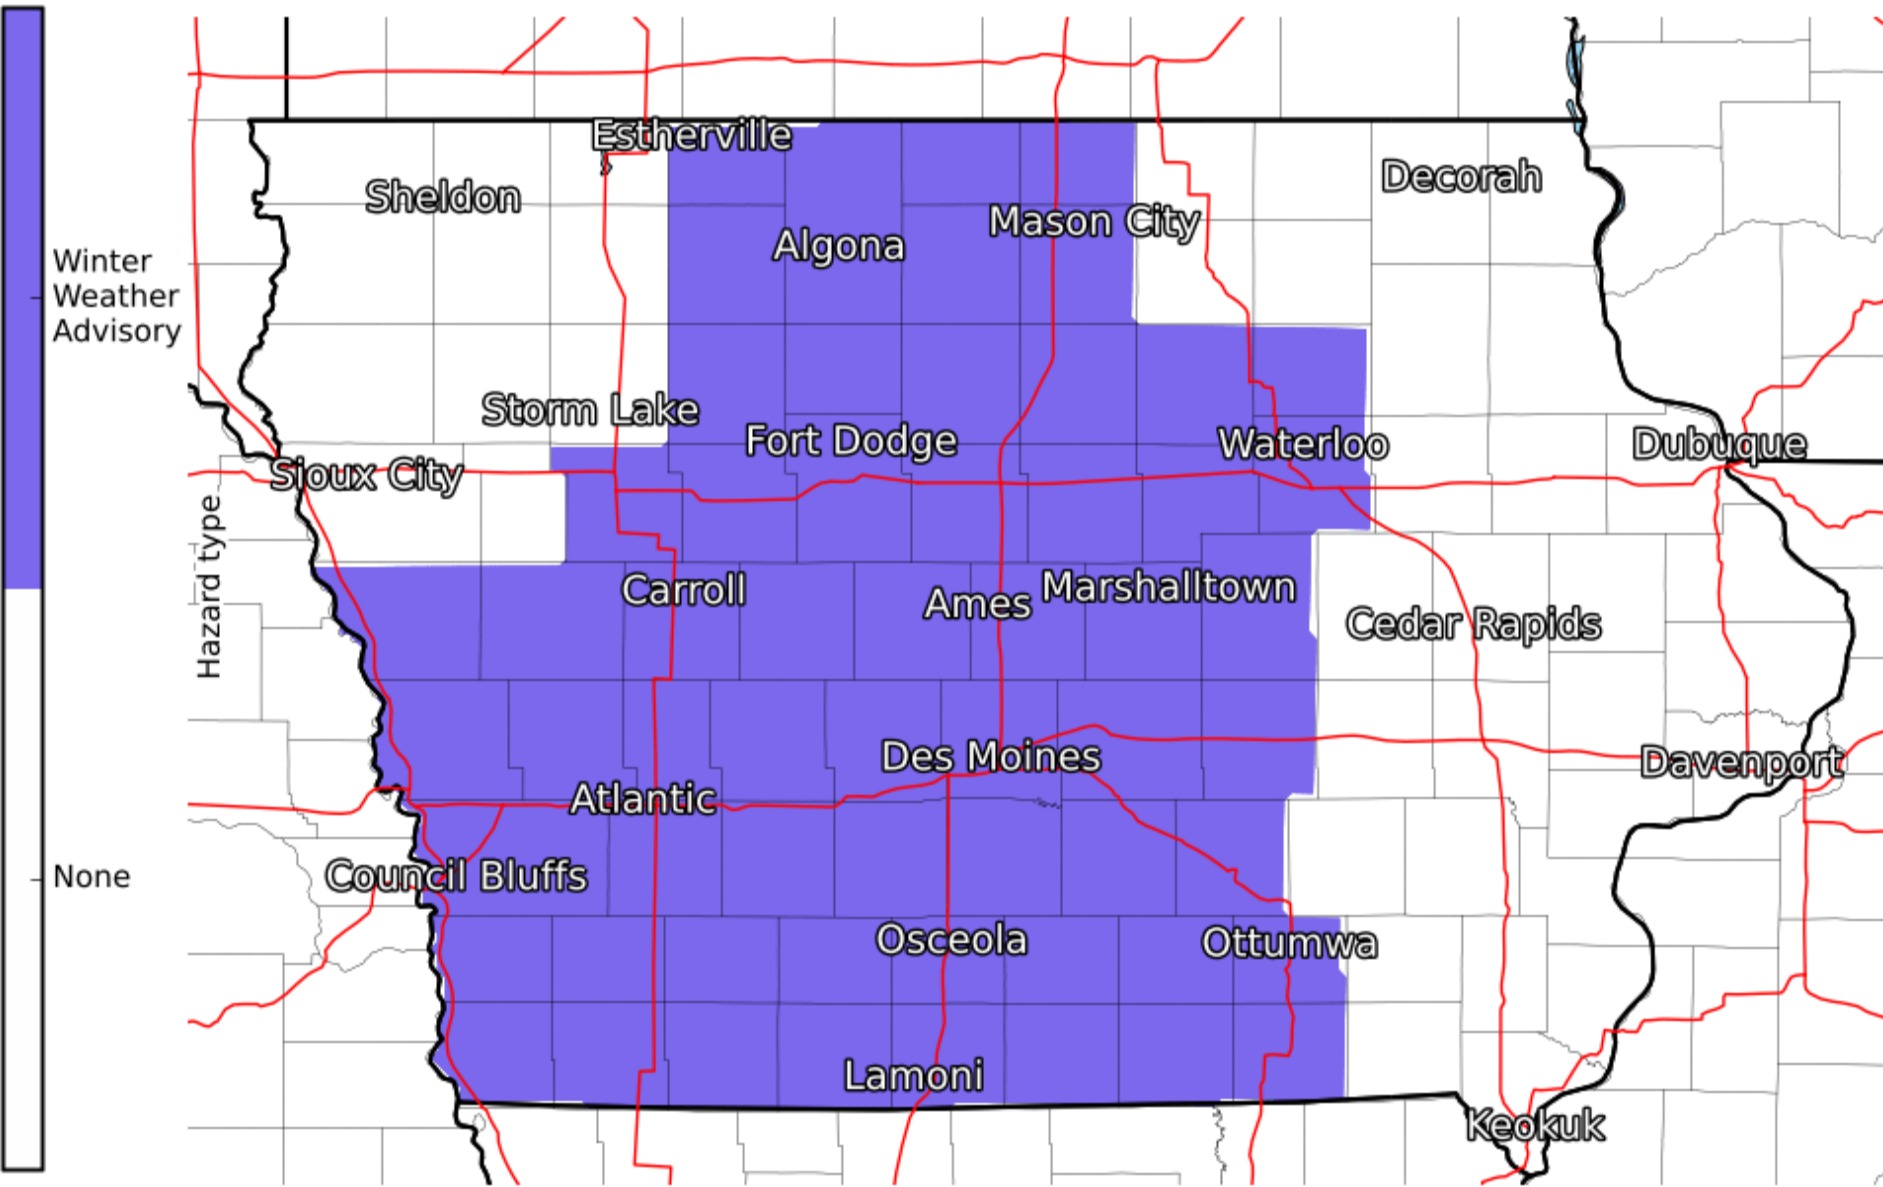 Estherville
Sheldon
Decorah
Mason City
Algona
Winter
Weather
Advisory
Storm Lake
Fort Dodge
Waterloo
Dubuque
Sioux City
Hazard type
Carroll
Ames
Marshalltown
Cedar Rapids
Des Moines
Davenport
Atlantic
None
Council Bluffs
Osceola
Ottumwa
Lamoni
Keokuk